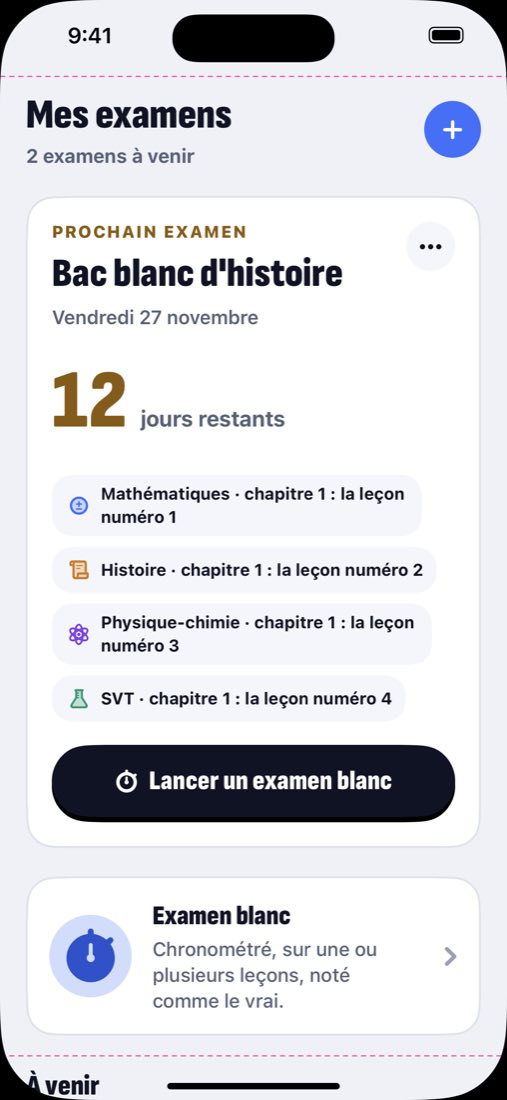 9:41
Mes examens
2 examens à venir
PROCHAIN EXAMEN
Bac blanc d'histoire
Vendredi 27 novembre
12 jours restants
Mathématiques · chapitre 1 : la leçon
numéro 1
Histoire · chapitre 1 : la leçon numéro 2
Physique-chimie · chapitre 1 : la leçon
numéro 3
SVT · chapitre 1 : la leçon numéro 4
Lancer un examen blanc
Examen blanc
Chronométré, sur une ou
plusieurs leçons, noté
comme le vrai.
À venir